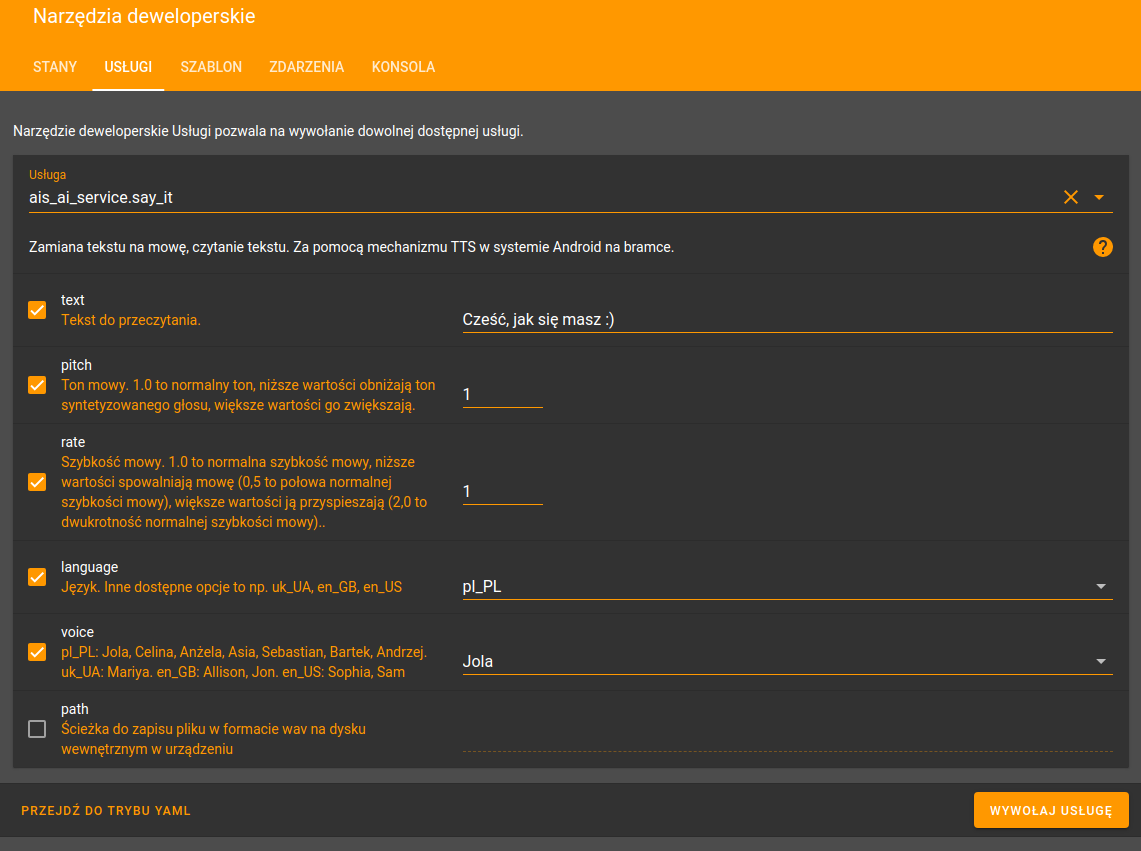 Narzędzia deweloperskie
STANY USŁUGI SZABLON ZDARZENIA KONSOLA
Narzędzie deweloperskie Usługi pozwala na wywołanie dowolnej dostępnej usługi.
Usługa
ais_ai_service.say_it
Zamiana tekstu na mowę, czytanie tekstu. Za pomocą mechanizmu TTS w systemie Android na bramce.
text
Tekst do przeczytania.
Cześć, jak się masz :)
pitch
Ton mowy. 1.0 to normalny ton, niższe wartości obniżają ton
syntetyzowanego głosu, większe wartości go zwiększają.
1
rate
Szybkość mowy. 1.0 to normalna szybkość mowy, niższe
wartości spowalniają mowę (0,5 to połowa normalnej
szybkości mowy), większe wartości ją przyspieszają (2,0 to
dwukrotność normalnej szybkości mowy)..
1
language
Język. Inne dostępne opcje to np. uk_UA, en_GB, en_US
pl_PL
voice
pl_PL: Jola, Celina, Anżela, Asia, Sebastian, Bartek, Andrzej.
uk_UA: Mariya. en_GB: Allison, Jon. en_US: Sophia, Sam
Jola
path
Ścieżka do zapisu pliku w formacie wav na dysku
wewnętrznym w urządzeniu
PRZEJDŹ DO TRYBU YAML
WYWOŁAJ USŁUGĘ